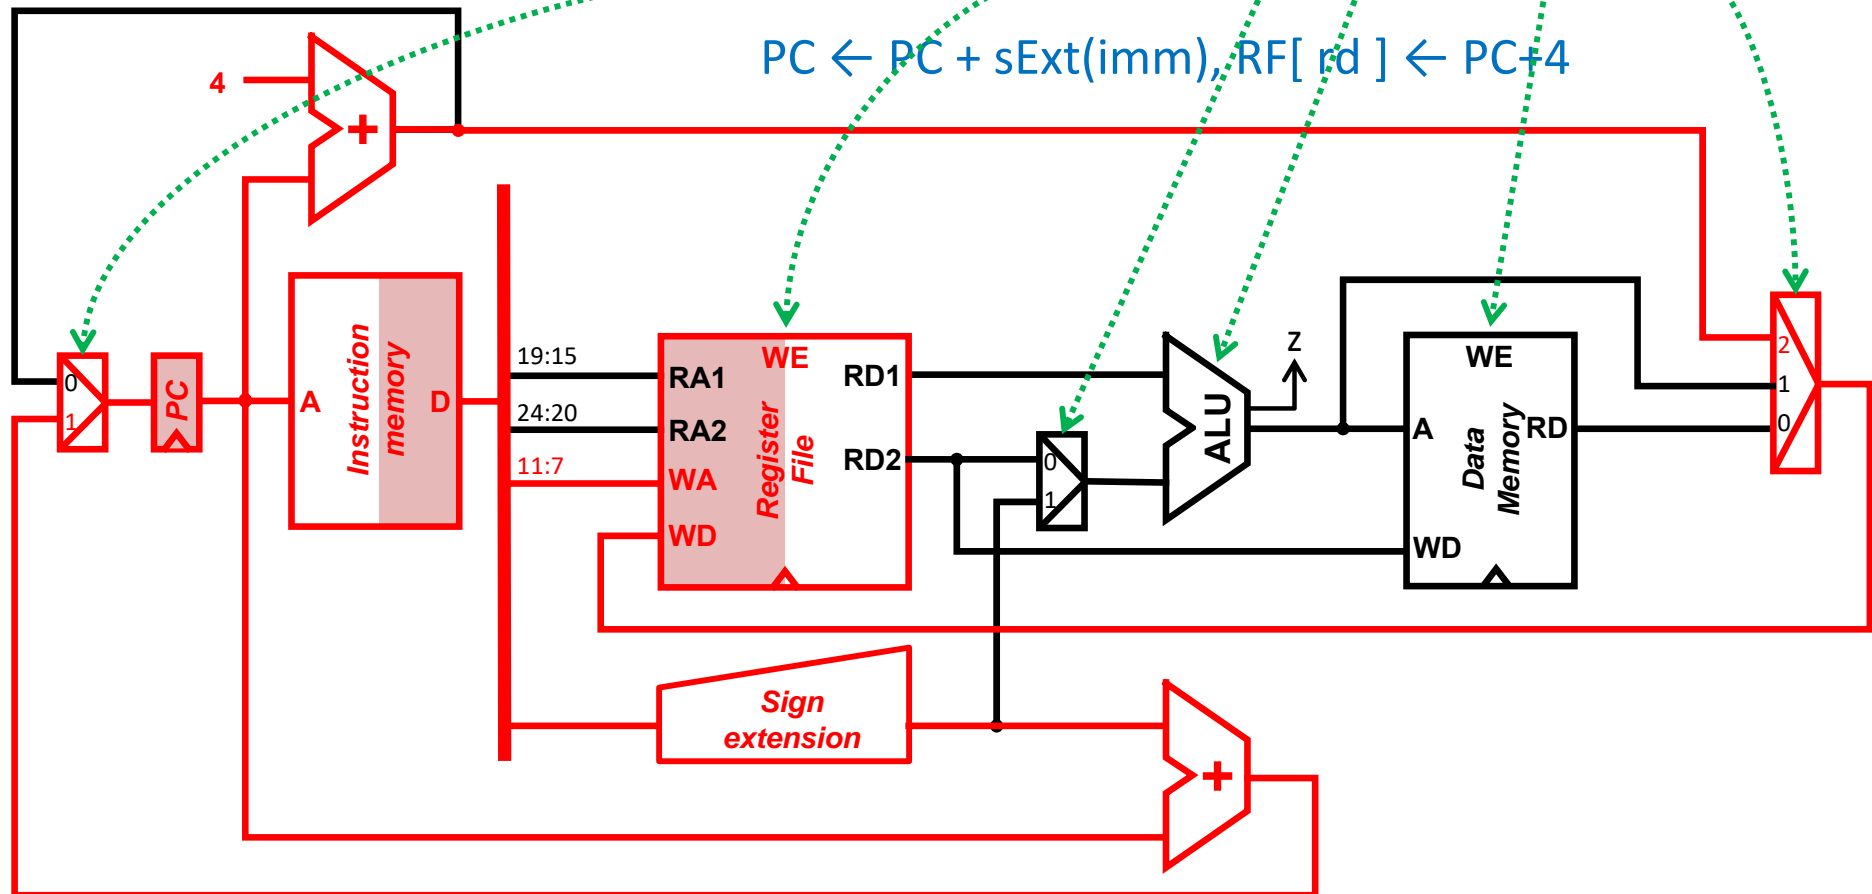 PC ← PC + sExt(imm), RF[ rd ] ← PC+4
4
+
0
1
PC
A
Instruction
memory
D
19:15
24:20
11:7
RA1
RA2
WA
WD
WE
Register
File
RD1
RD2
0
1
ALU
Z
WE
A
Data
Memory
RD
WD
2
1
0
Sign
extension
+